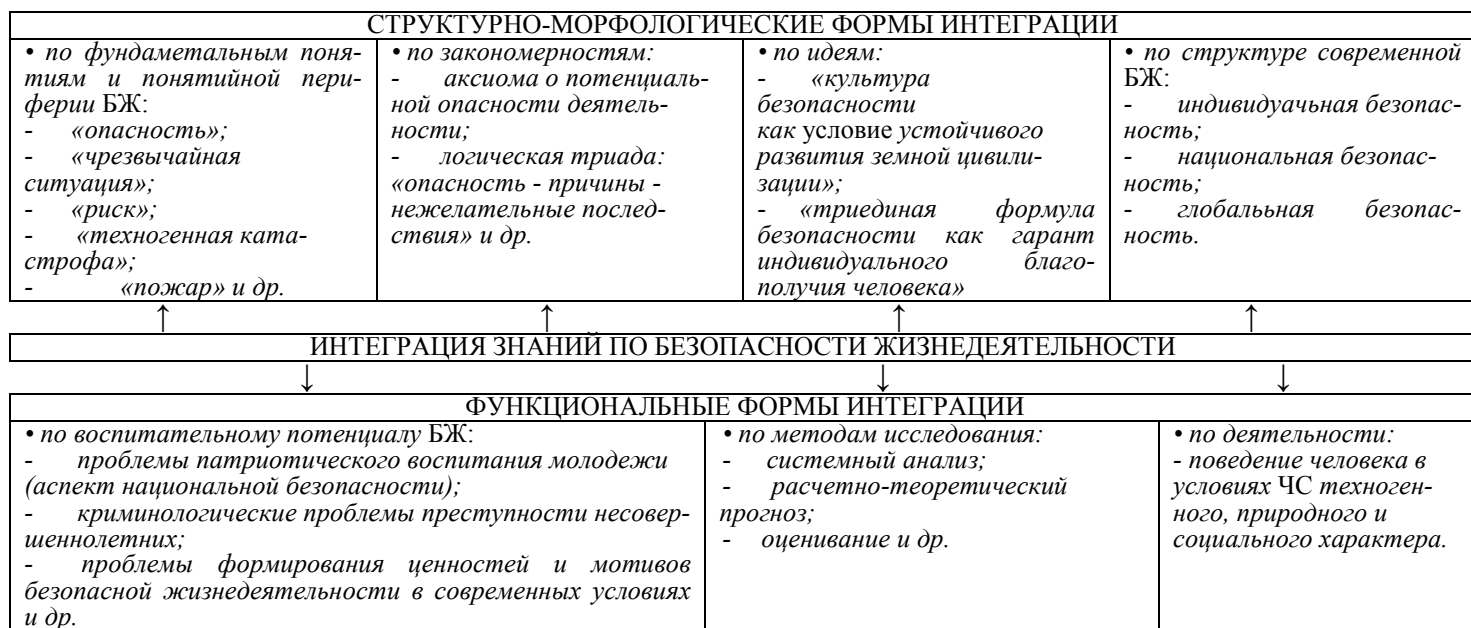 СТРУКТУРНО-МОРФОЛОГИЧЕСКИЕ ФОРМЫ ИНТЕГРАЦИИ
• по фундаметальным поня-
тиям и понятийной пери-
ферии БЖ:
- «опасность»;
- «чрезвычайная
ситуация»;
- «риск»;
- «техногенная ката-
строфа»;
- «пожар» и др.
• по закономерностям:
- аксиома о потенциаль-
ной опасности деятель-
ности;
- логическая триада:
«опасность - причины -
нежелательные послед-
ствия» и др.
• по идеям:
- «культура
безопасности
как условие устойчивого
развития земной цивили-
зации»;
- «триединая формула
безопасности как гарант
индивидуального благо-
получия человека»
• по структуре современной
БЖ:
- индивидуачьная безопас-
ность;
- национальная безопас-
ность;
- глобалььная безопас-
ность.
↑ ↑ ↑ ↑
ИНТЕГРАЦИЯ ЗНАНИЙ ПО БЕЗОПАСНОСТИ ЖИЗНЕДЕЯТЕЛЬНОСТИ
↓ ↓ ↓
ФУНКЦИОНАЛЬНЫЕ ФОРМЫ ИНТЕГРАЦИИ
• по воспитательному потенциалу БЖ:
- проблемы патриотического воспитания молодежи
(аспект национальной безопасности);
- криминологические проблемы преступности несовер-
шеннолетних;
- проблемы формирования ценностей и мотивов
безопасной жизнедеятельности в современных условиях
и др.
• по методам исследования:
- системный анализ;
- расчетно-теоретический
прогноз;
- оценивание и др.
• по деятельности:
- поведение человека в
условиях ЧС техноген-
ного, природного и
социального характера.